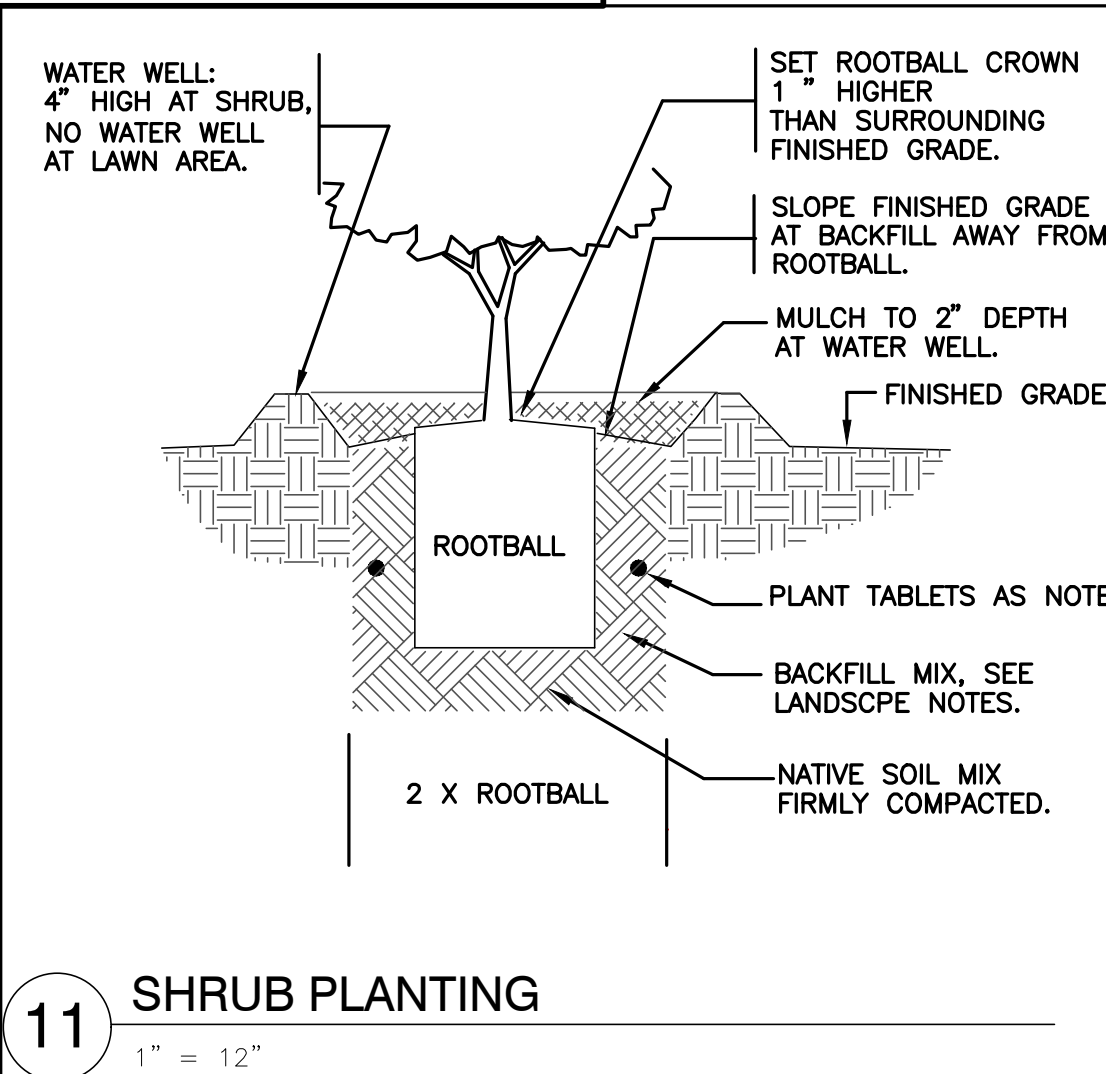 WATER WELL:
4" HIGH AT SHRUB,
NO WATER WELL
AT LAWN AREA.
SET ROOTBALL CROWN
1 " HIGHER
THAN SURROUNDING
FINISHED GRADE.
SLOPE FINISHED GRADE
AT BACKFILL AWAY FROM
ROOTBALL.
MULCH TO 2" DEPTH
AT WATER WELL.
FINISHED GRADE
ROOTBALL
PLANT TABLETS AS NOTE
BACKFILL MIX, SEE
LANDSCPE NOTES.
NATIVE SOIL MIX
FIRMLY COMPACTED.
2 X ROOTBALL
11
SHRUB PLANTING
1" = 12"